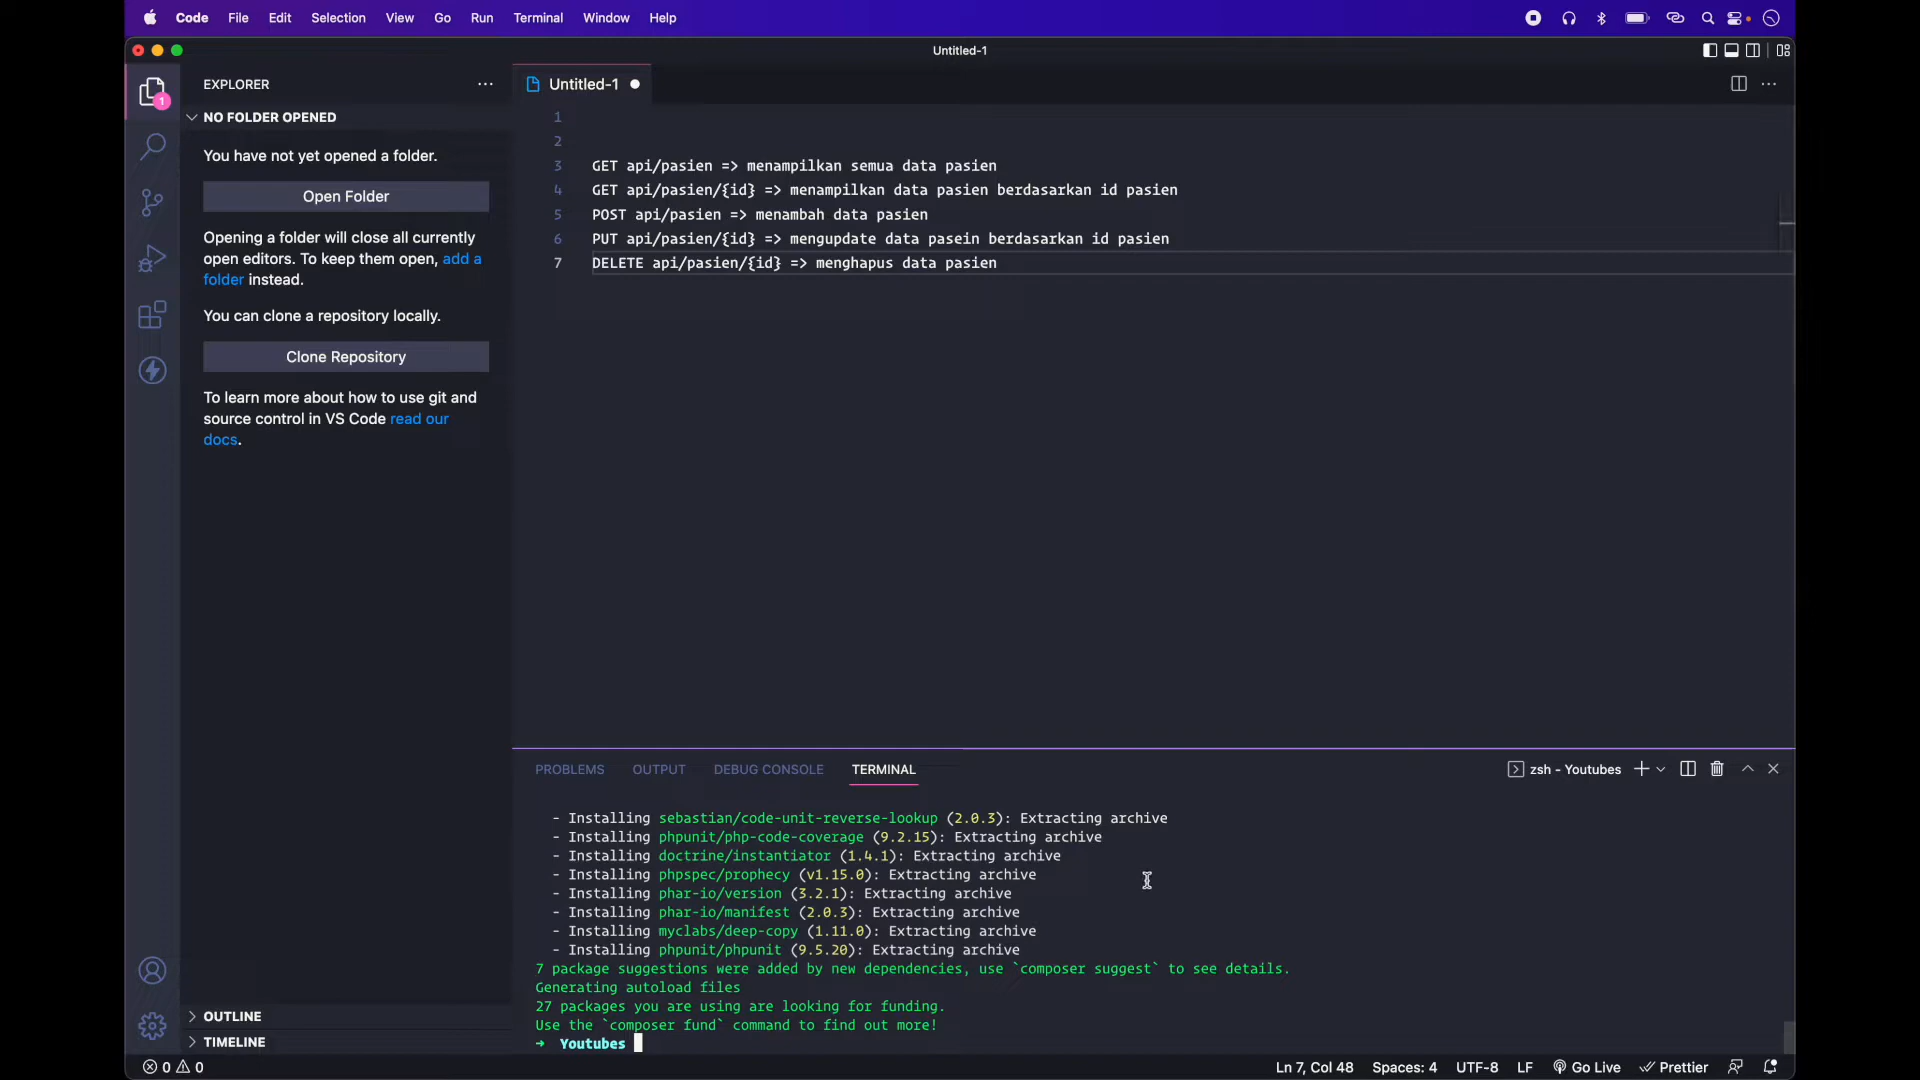 Code File Edit Selection View Go Run Terminal Window Help
Untitled-1
EXPLORER
NO FOLDER OPENED
You have not yet opened a folder.
Open Folder
Opening a folder will close all currently
open editors. To keep them open, add a
folder instead.
You can clone a repository locally.
Clone Repository
To learn more about how to use git and
source control in VS Code read our
docs.
OUTLINE
TIMELINE
1
Untitled-1
1
2
3 GET api/pasien => menampilkan semua data pasien
4 GET api/pasien/{id} => menampilkan data pasien berdasarkan id pasien
5 POST api/pasien => menambah data pasien
6 PUT api/pasien/{id} => mengupdate data pasein berdasarkan id pasien
7 DELETE api/pasien/{id} => menghapus data pasien
PROBLEMS OUTPUT DEBUG CONSOLE TERMINAL
zsh - Youtubes
- Installing sebastian/code-unit-reverse-lookup (2.0.3): Extracting archive
- Installing phpunit/php-code-coverage (9.2.15): Extracting archive
- Installing doctrine/instantiator (1.4.1): Extracting archive
- Installing phpspec/prophecy (v1.15.0): Extracting archive
- Installing phar-io/version (3.2.1): Extracting archive
- Installing phar-io/manifest (2.0.3): Extracting archive
- Installing myclabs/deep-copy (1.11.0): Extracting archive
- Installing phpunit/phpunit (9.5.20): Extracting archive
7 package suggestions were added by new dependencies, use `composer suggest` to see details.
Generating autoload files
27 packages you are using are looking for funding.
Use the `composer fund` command to find out more!
→ Youtubes
0 0
Ln 7, Col 48 Spaces: 4 UTF-8 LF Go Live Prettier